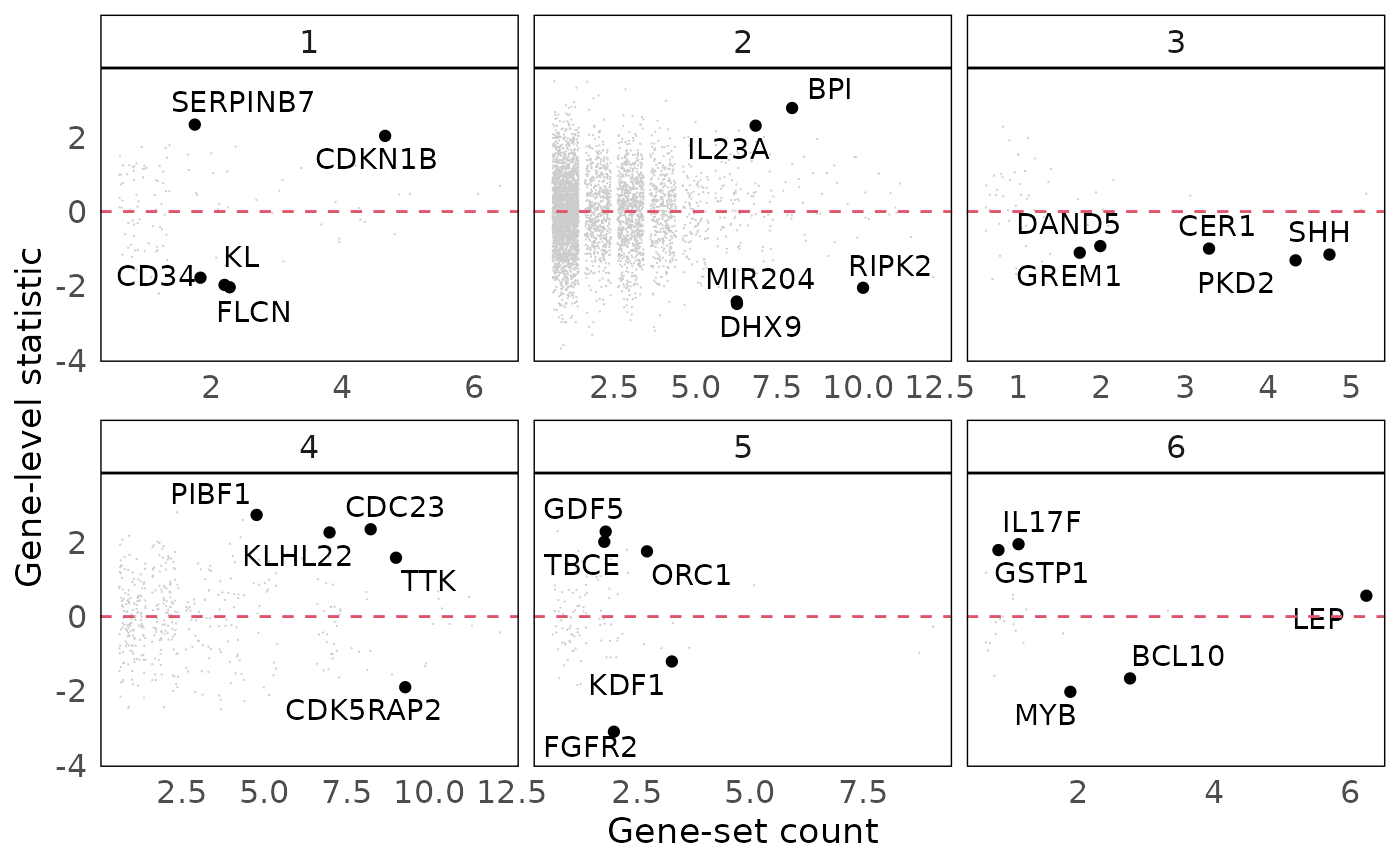 1
2
3
SERPINB7
CDKN1B
KL
CD34
FLCN
BPI
IL23A
MIR204
RIPK2
DHX9
DAND5
CER1
SHH
GREM1
PKD2
2
0
-2
-4
2 4 6
2.5 5.0 7.5 10.0 12.5
1 2 3 4 5
4
5
6
PIBF1
CDC23
KLHL22
TTK
CDK5RAP2
GDF5
TBCE
ORC1
KDF1
FGFR2
IL17F
GSTP1
LEP
BCL10
MYB
2
0
-2
-4
2.5 5.0 7.5 10.0 12.5
2.5 5.0 7.5
2 4 6
Gene-set count
Gene-level statistic